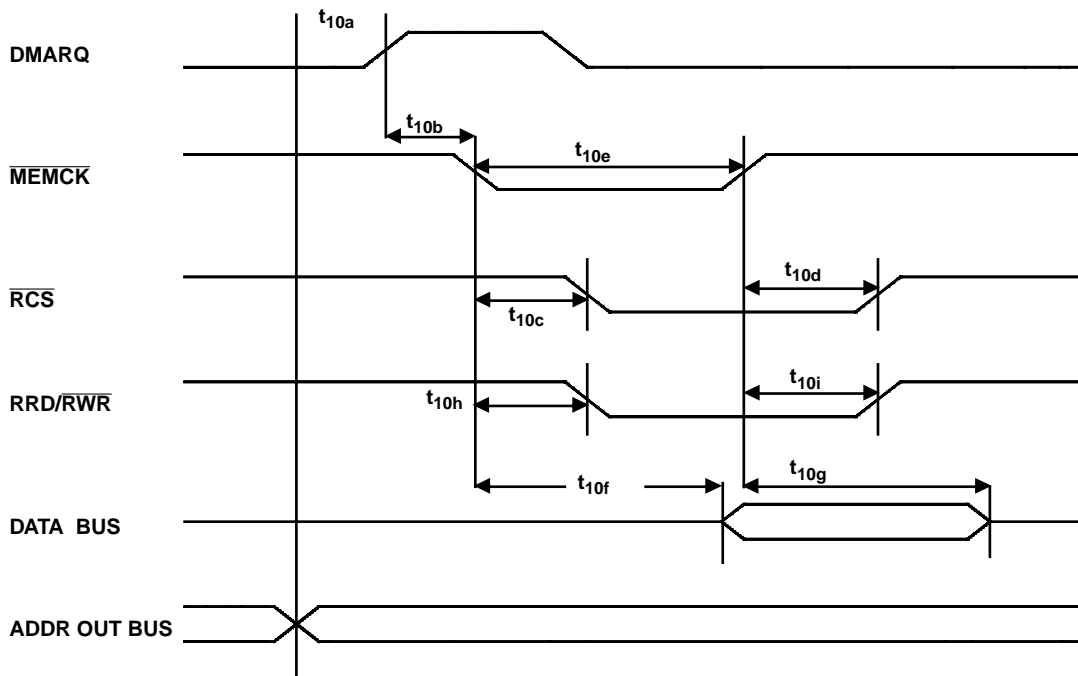 t10a
DMARQ
t10b
t10e
MEMCK
t10d
RCS
t10c
t10i
RRD/RWR
t10h
t10g
t10f
DATA BUS
ADDR OUT BUS